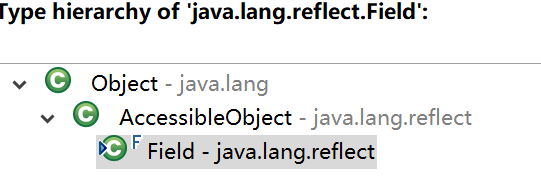 Type hierarchy of 'java.lang.reflect.Field':
Object - java.lang
AccessibleObject - java.lang.reflect
F Field - java.lang.reflect